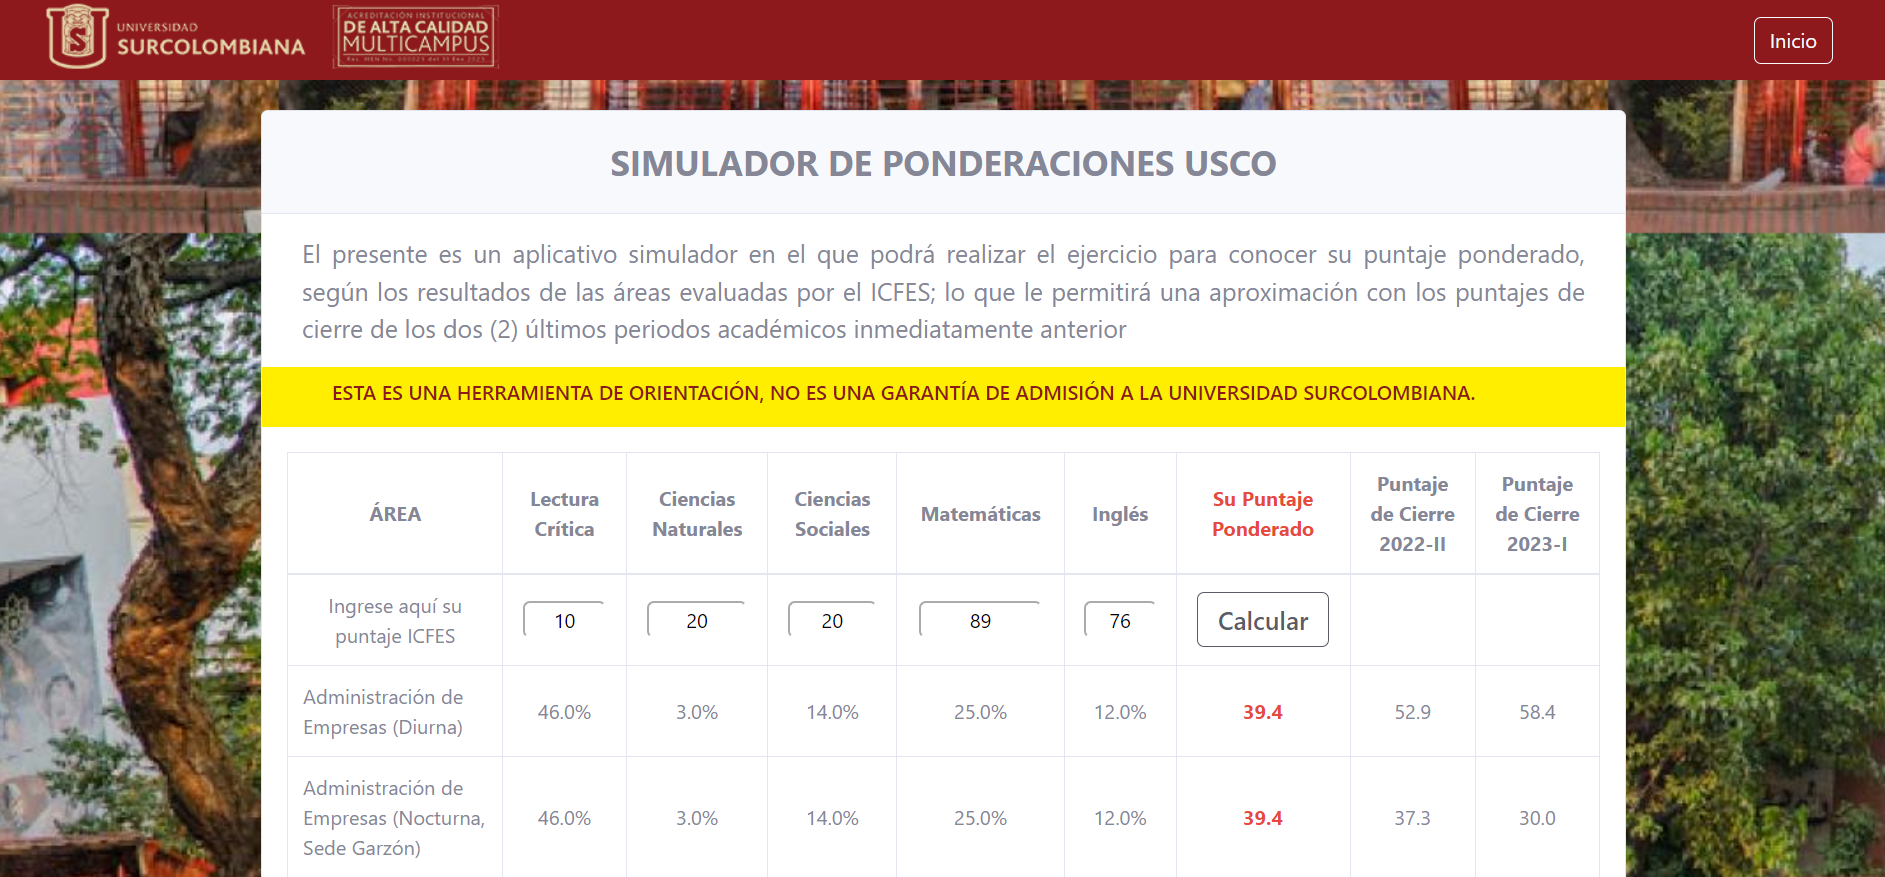 UNIVERSIDAD
SURCOLOMBIANA
ACREDITACIÓN INSTITUCIONAL
DE ALTA CALIDAD
MULTICAMPUS
Inicio
SIMULADOR DE PONDERACIONES USCO
El presente es un aplicativo simulador en el que podrá realizar el ejercicio para conocer su puntaje ponderado,
según los resultados de las áreas evaluadas por el ICFES; lo que le permitirá una aproximación con los puntajes de
cierre de los dos (2) últimos periodos académicos inmediatamente anterior
ESTA ES UNA HERRAMIENTA DE ORIENTACIÓN, NO ES UNA GARANTÍA DE ADMISIÓN A LA UNIVERSIDAD SURCOLOMBIANA.
ÁREA
Lectura
Crítica
Ciencias
Naturales
Ciencias
Sociales
Matemáticas
Inglés
Su Puntaje
Ponderado
Puntaje
de Cierre
2022-II
Puntaje
de Cierre
2023-I
Ingrese aquí su
puntaje ICFES
10
20
20
89
76
Calcular
Administración de
Empresas (Diurna)
46.0%
3.0%
14.0%
25.0%
12.0%
39.4
52.9
58.4
Administración de
Empresas (Nocturna,
Sede Garzón)
46.0%
3.0%
14.0%
25.0%
12.0%
39.4
37.3
30.0